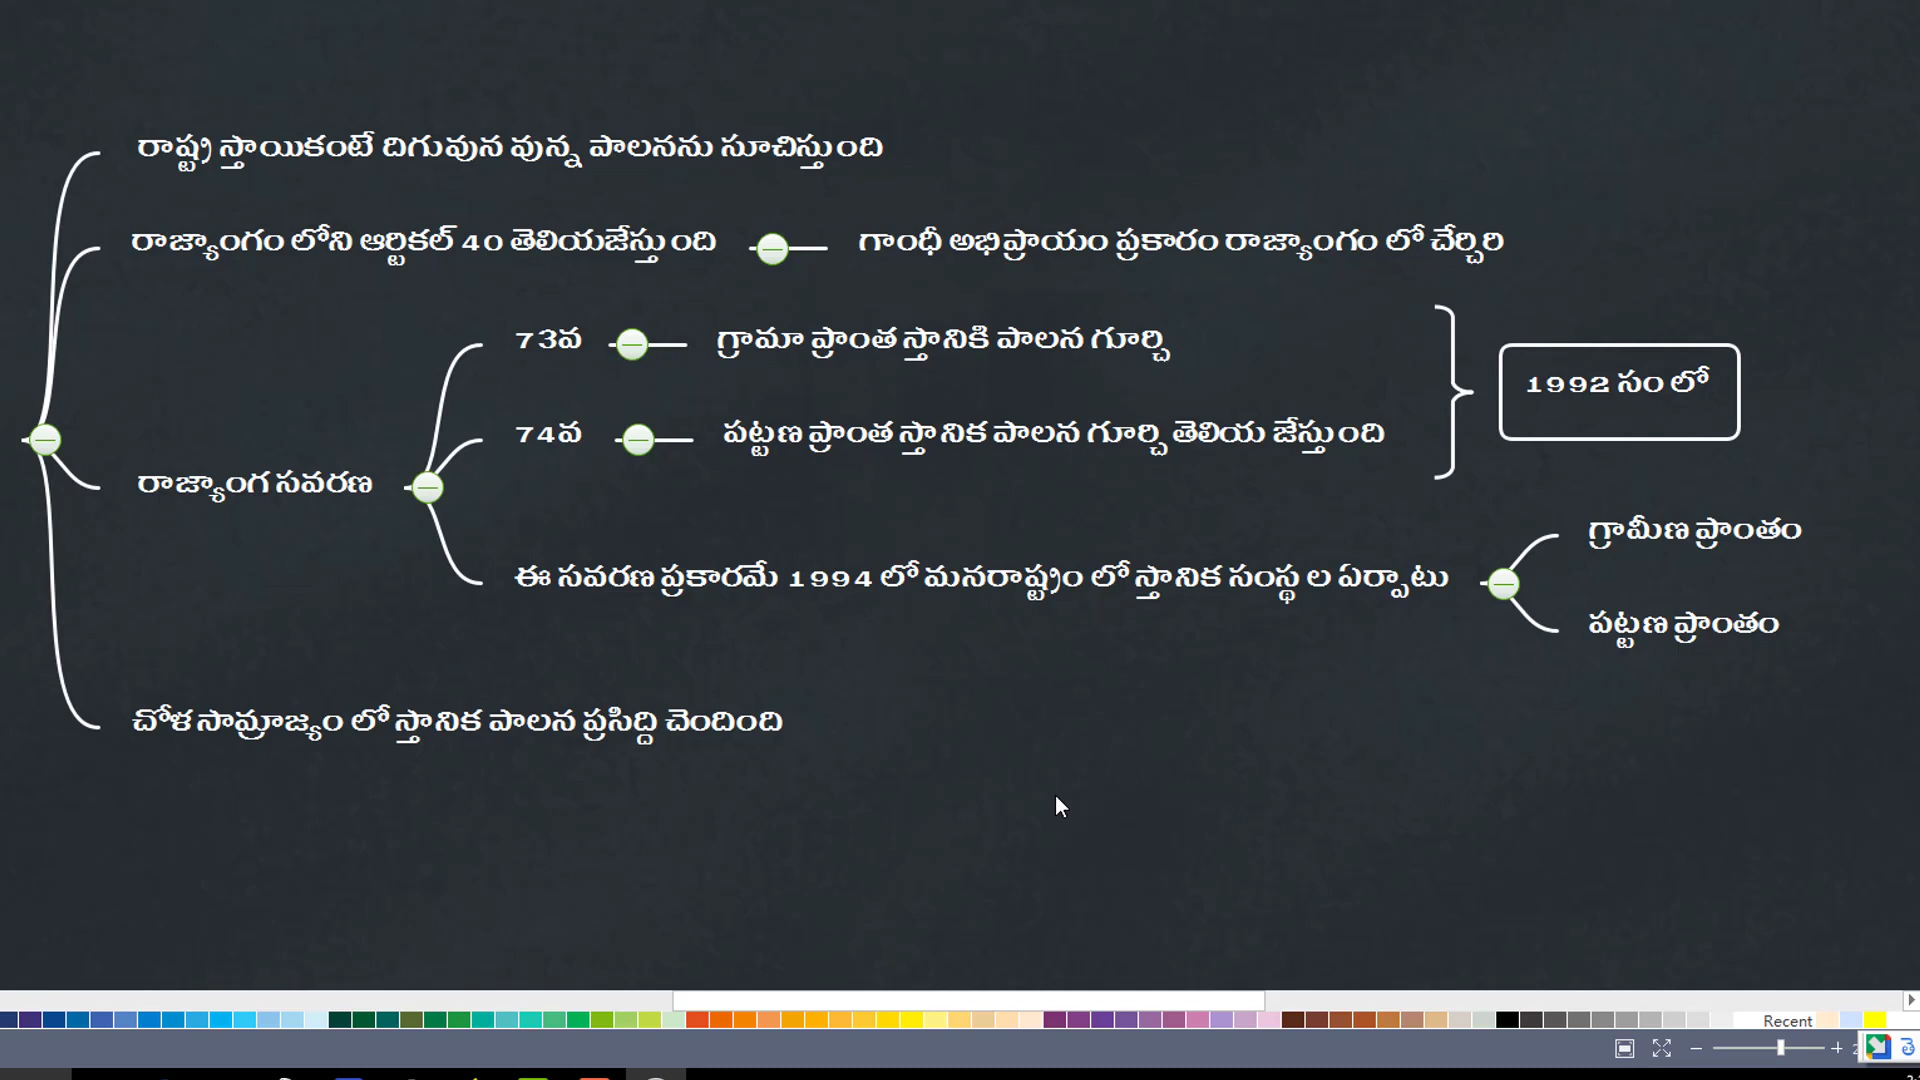 రాష్ట్ర స్తాయికంటే దిగువున వున్న పాలనను సూచిస్తుంది
రాజ్యాంగం లోని ఆర్టికల్ 40 తెలియజేస్తుంది
గాంధీ అభిప్రాయం ప్రకారం రాజ్యాంగం లో చేర్చిరి
73వ
గ్రామా ప్రాంత స్తానికి పాలన గూర్చి
1992 సం లో
74వ
పట్టణ ప్రాంత స్తానిక పాలన గూర్చి తెలియ జేస్తుంది
రాజ్యాంగ సవరణ
గ్రామీణ ప్రాంతం
ఈ సవరణ ప్రకారమే 1994 లో మనరాష్ట్రం లో స్తానిక సంస్థ ల ఏర్పాటు
పట్టణ ప్రాంతం
చోళ సామ్రాజ్యం లో స్తానిక పాలన ప్రసిద్ది చెందింది
Recent
తె